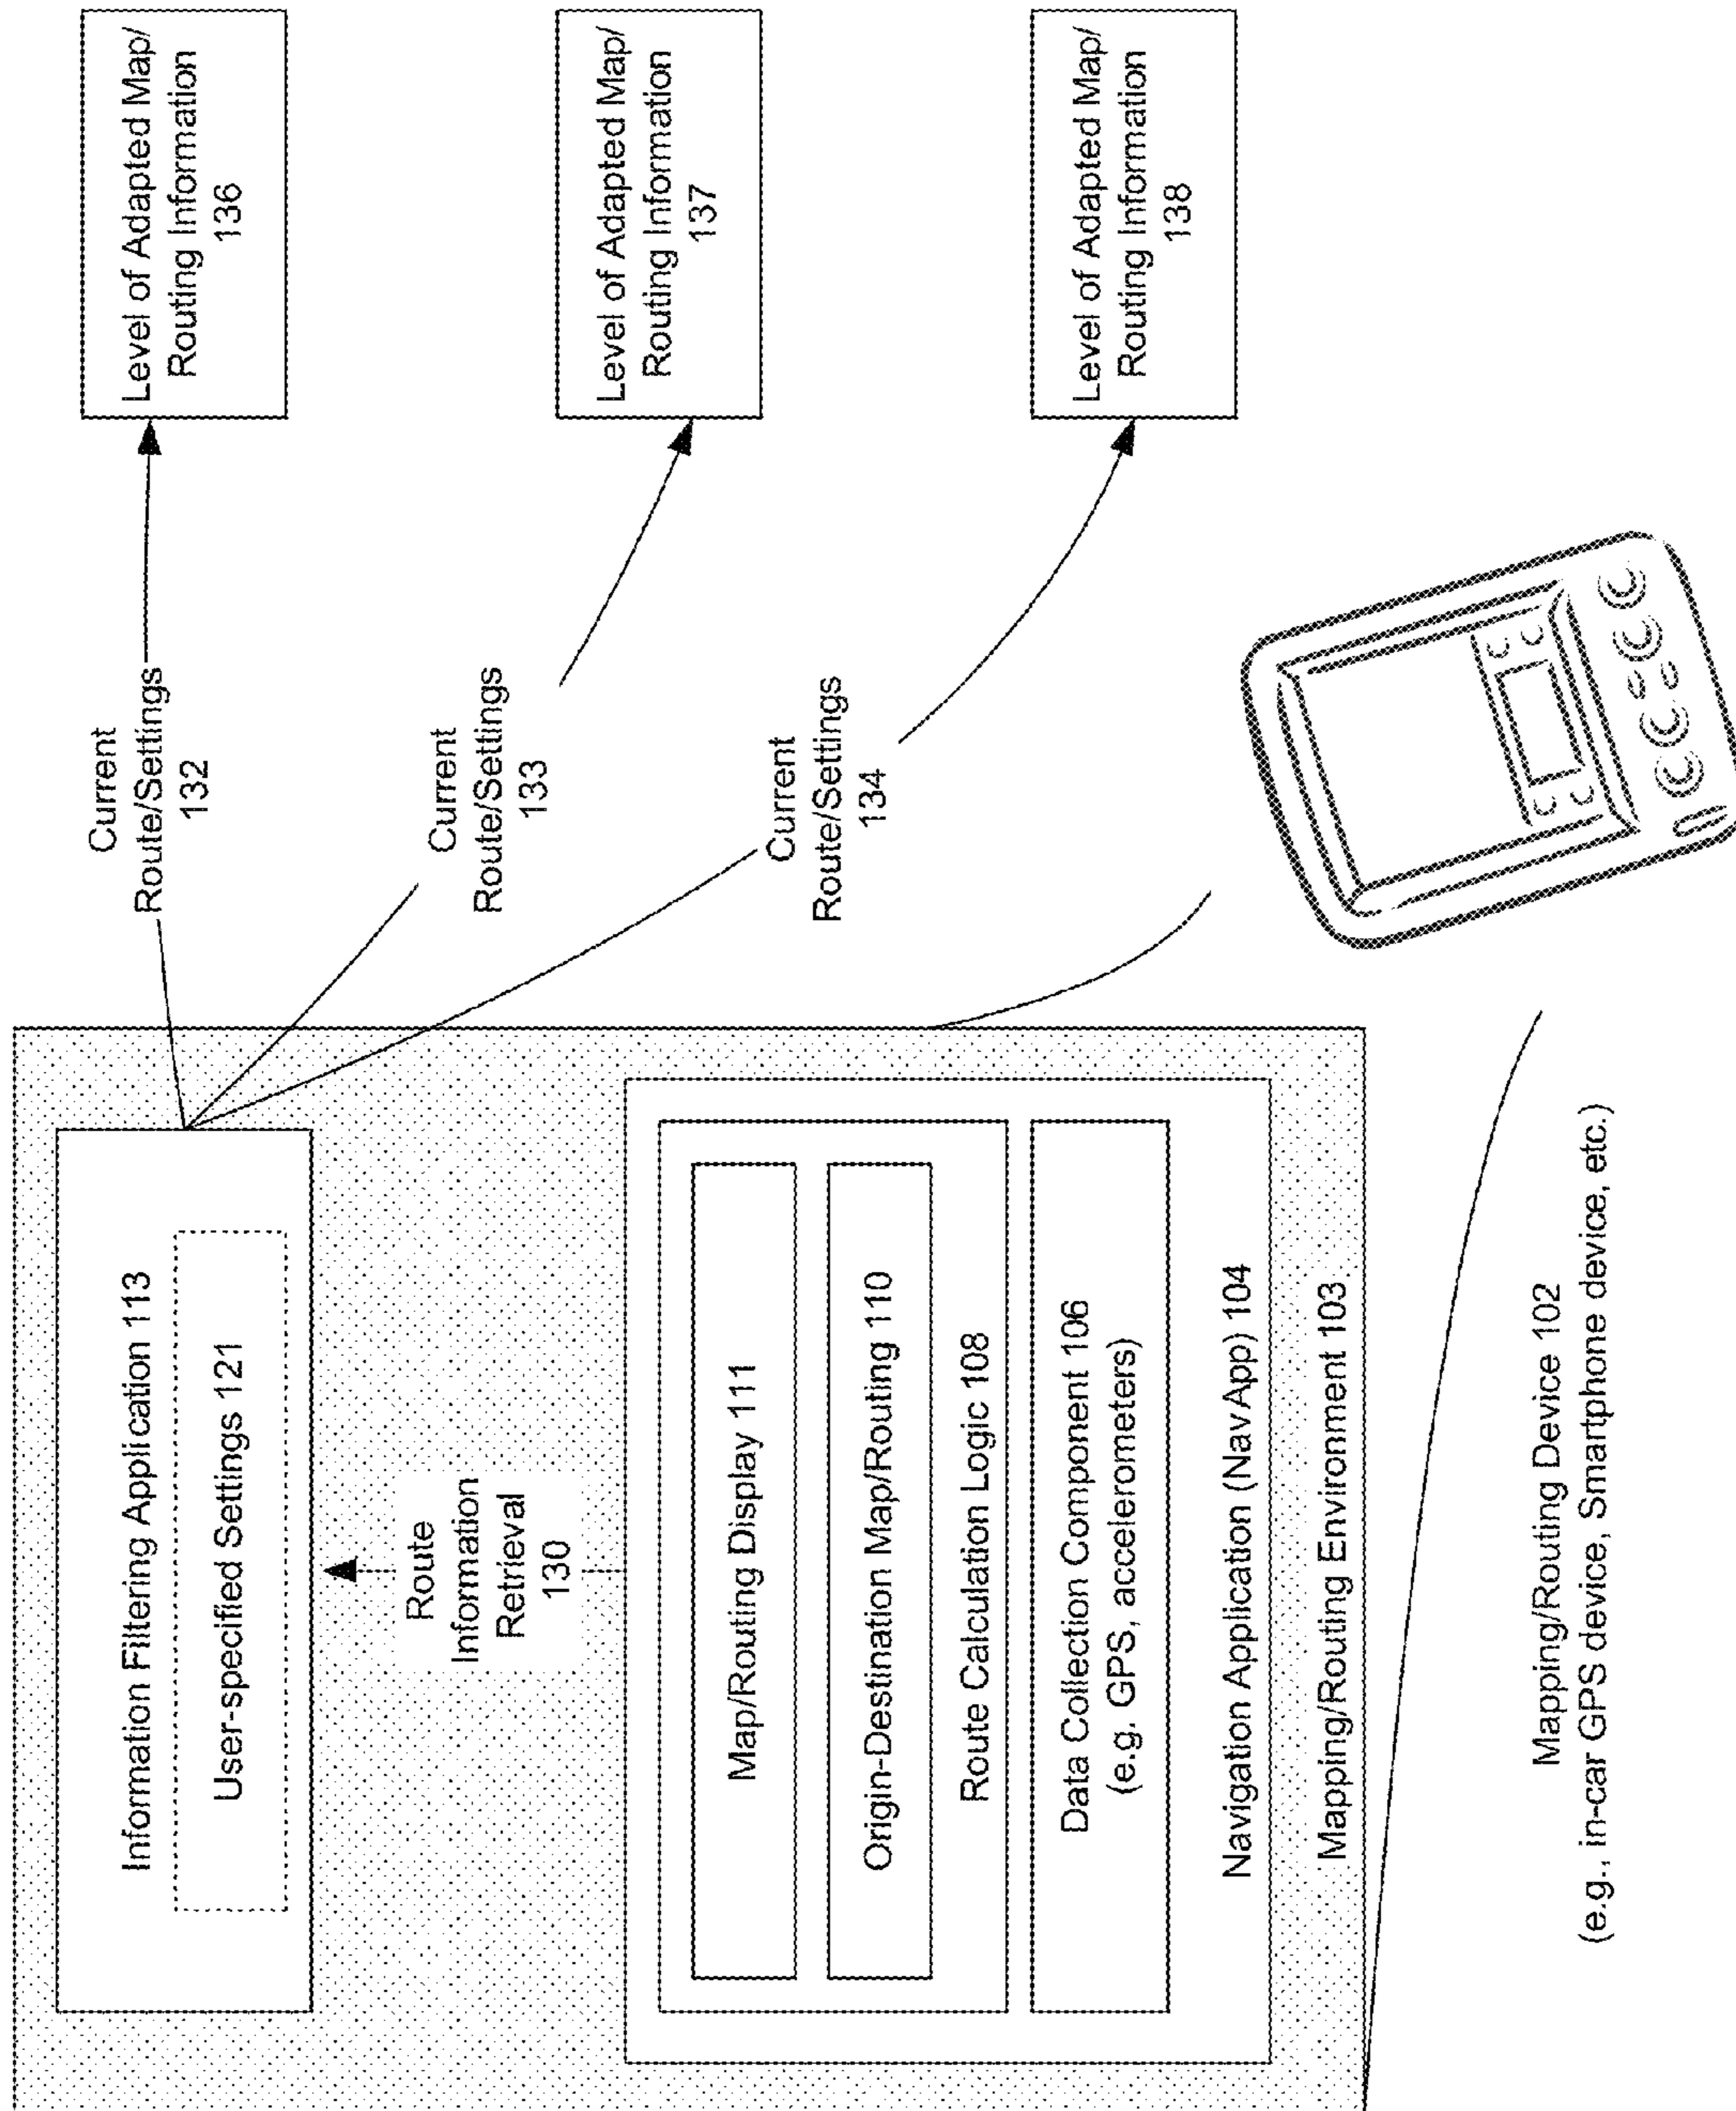 Information Filtering Application 113
User-specified Settings 121
Route
Information
Retrieval
130
Map/Routing Display 111
Origin-Destination Map/Routing 110
Route Calculation Logic 108
Data Collection Component 106
(e.g. GPS, accelerometers)
Navigation Application (Nav App) 104
Mapping/Routing Environment 103
Mapping/Routing Device 102
(e.g., in-car GPS device, Smartphone device, etc.)
Current
Route/Settings
132
Current
Route/Settings
133
Current
Route/Settings
134
Level of Adapted Map/
Routing Information
136
Level of Adapted Map/
Routing Information
137
Level of Adapted Map/
Routing Information
138